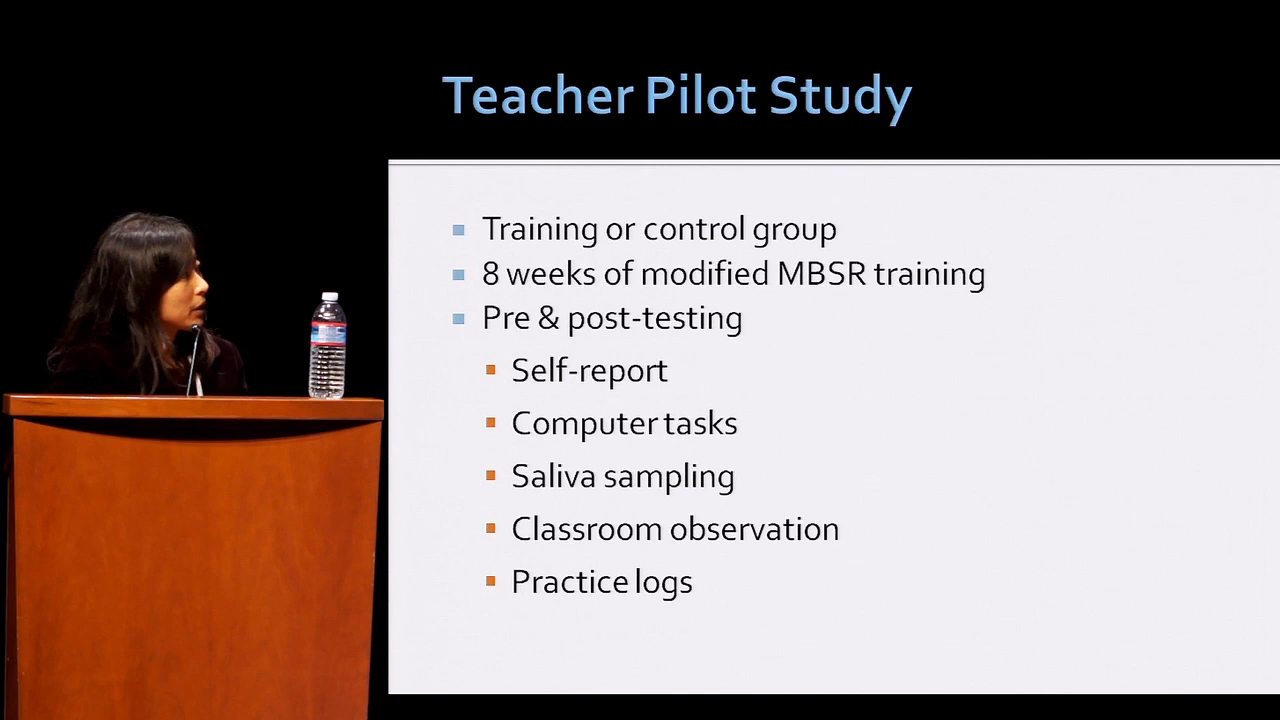 Teacher Pilot Study
Training or control group
8 weeks of modified MBSR training
Pre & post-testing
Self-report
Computer tasks
Saliva sampling
Classroom observation
Practice logs